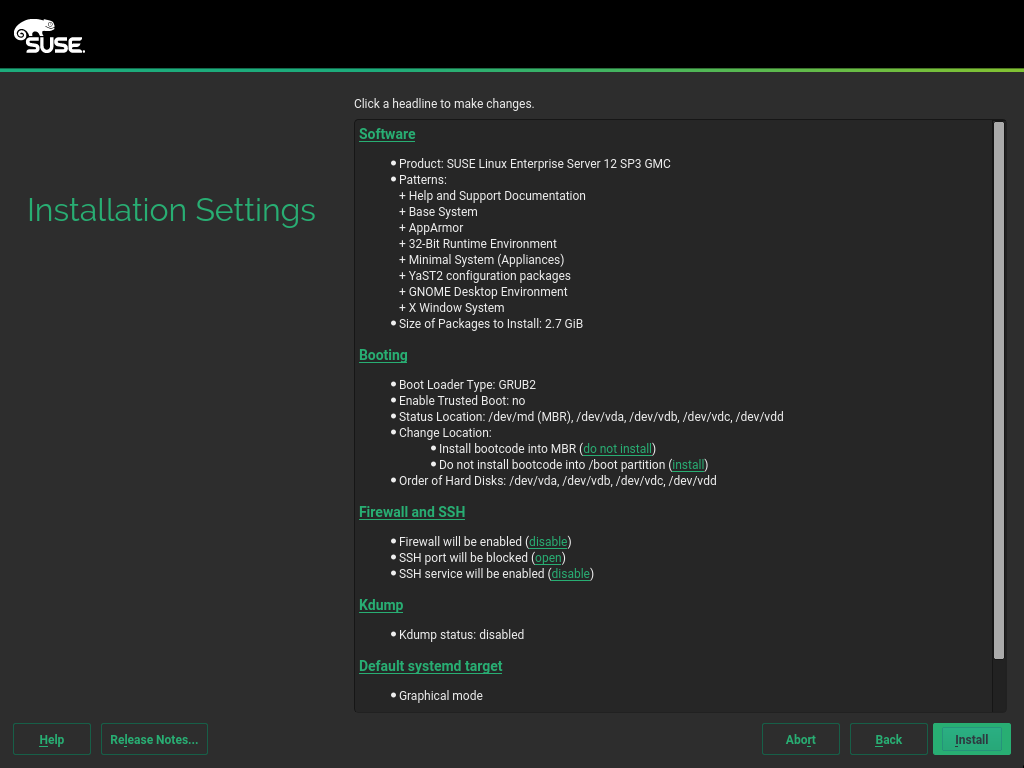 SUSE.
Click a headline to make changes.
Installation Settings
Software
Product: SUSE Linux Enterprise Server 12 SP3 GMC
Patterns:
+ Help and Support Documentation
+ Base System
+ AppArmor
+ 32-Bit Runtime Environment
+ Minimal System (Appliances)
+ YaST2 configuration packages
+ GNOME Desktop Environment
+ X Window System
Size of Packages to Install: 2.7 GiB
Booting
Boot Loader Type: GRUB2
Enable Trusted Boot: no
Status Location: /dev/md (MBR), /dev/vda, /dev/vdb, /dev/vdc, /dev/vdd
Change Location:
Install bootcode into MBR (do not install)
Do not install bootcode into /boot partition (install)
Order of Hard Disks: /dev/vda, /dev/vdb, /dev/vdc, /dev/vdd
Firewall and SSH
Firewall will be enabled (disable)
SSH port will be blocked (open)
SSH service will be enabled (disable)
Kdump
Kdump status: disabled
Default systemd target
Graphical mode
Help
Release Notes...
Abort
Back
Install